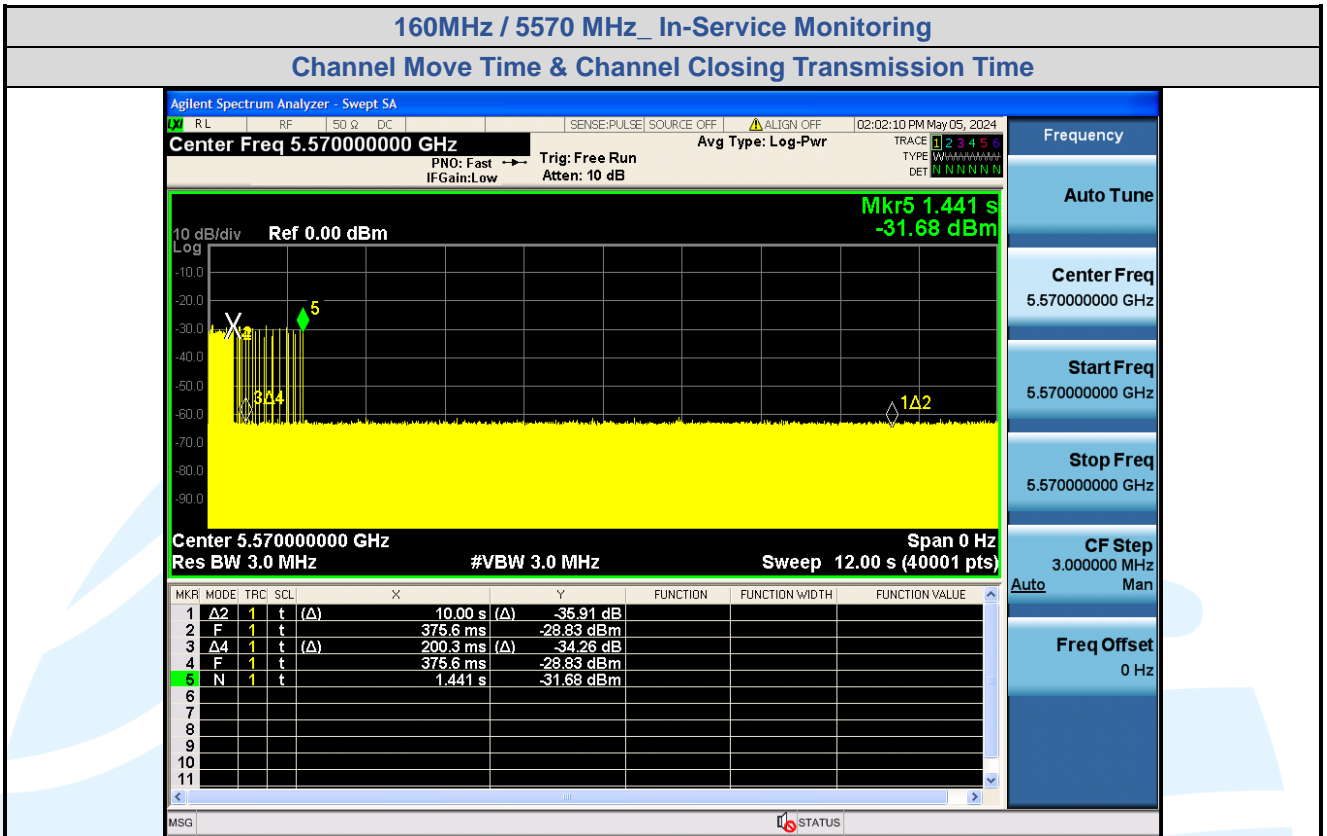 160MHz / 5570 MHz_ In-Service Monitoring
Channel Move Time & Channel Closing Transmission Time
Agilent Spectrum Analyzer - Swept SA
LXI RL RF 50 Ω DC SENSE:PULSE SOURCE OFF ALIGN OFF 02:02:10 PM May 05, 2024
Center Freq 5.570000000 GHz
PNO: Fast
IFGain:Low
Trig: Free Run
Atten: 10 dB
Avg Type: Log-Pwr
TRACE 1 2 3 4 5 6
TYPE W
DET N N N N N N
Mkr5 1.441 s
-31.68 dBm
10 dB/div Ref 0.00 dBm
Log
-10.0
-20.0
-30.0
-40.0
-50.0
-60.0
-70.0
-80.0
-90.0
5
2
3Δ4
1Δ2
Center 5.570000000 GHz Span 0 Hz
Res BW 3.0 MHz #VBW 3.0 MHz Sweep 12.00 s (40001 pts)
MKR MODE TRC SCL X Y FUNCTION FUNCTION WIDTH FUNCTION VALUE
1 Δ2 1 t (Δ) 10.00 s (Δ) -35.91 dB
2 F 1 t 375.6 ms -28.83 dBm
3 Δ4 1 t (Δ) 200.3 ms (Δ) -34.26 dB
4 F 1 t 375.6 ms -28.83 dBm
5 N 1 t 1.441 s -31.68 dBm
6
7
8
9
10
11
MSG STATUS
Frequency
Auto Tune
Center Freq
5.570000000 GHz
Start Freq
5.570000000 GHz
Stop Freq
5.570000000 GHz
CF Step
3.000000 MHz
Auto Man
Freq Offset
0 Hz